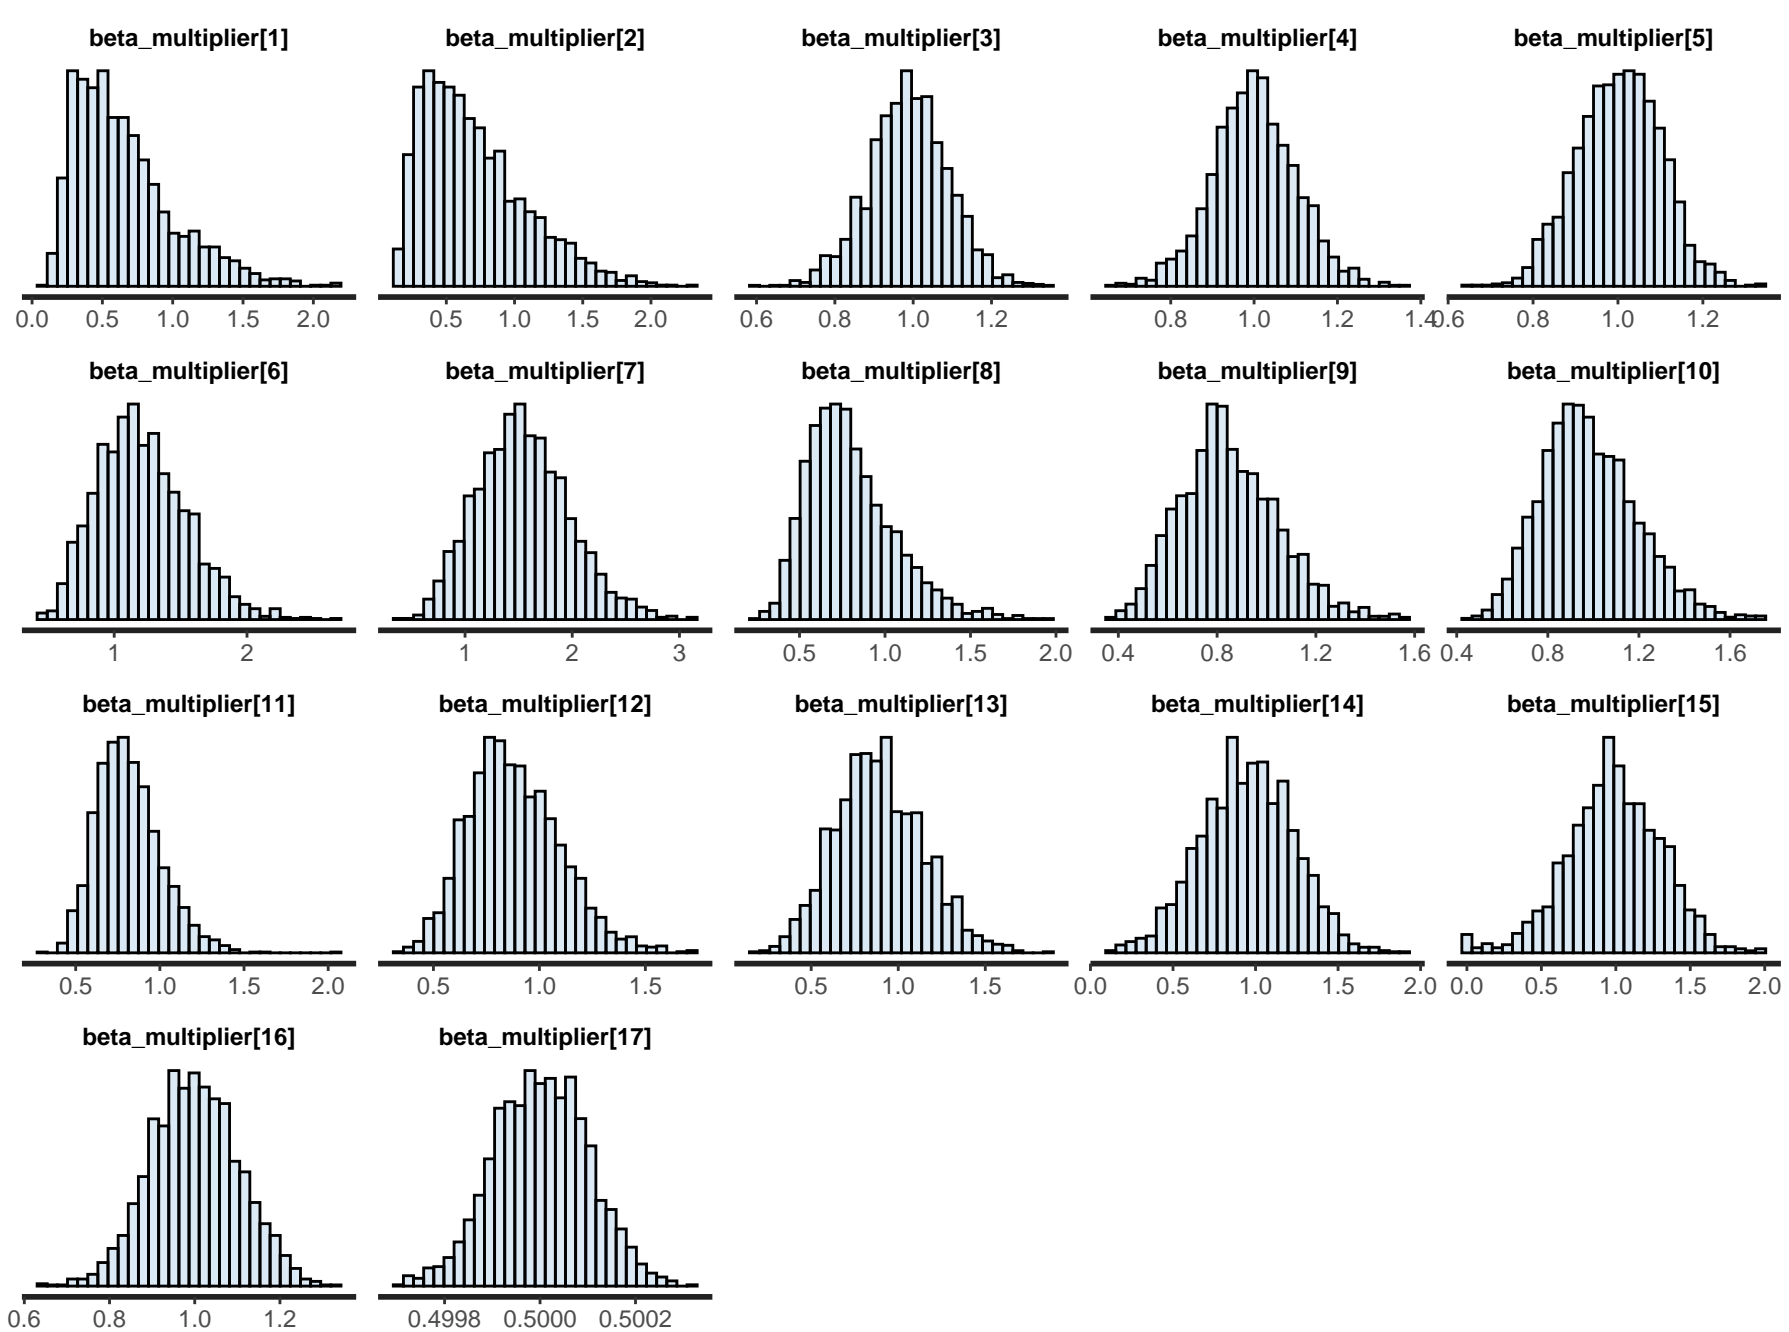 beta_multiplier[1] beta_multiplier[2] beta_multiplier[3] beta_multiplier[4] beta_multiplier[5]
0.0 0.5 1.0 1.5 2.0 0.5 1.0 1.5 2.0 0.6 0.8 1.0 1.2 0.8 1.0 1.2 1.4 0.6 0.8 1.0 1.2
beta_multiplier[6] beta_multiplier[7] beta_multiplier[8] beta_multiplier[9] beta_multiplier[10]
1 2 1 2 3 0.5 1.0 1.5 2.0 0.4 0.8 1.2 1.6 0.4 0.8 1.2 1.6
beta_multiplier[11] beta_multiplier[12] beta_multiplier[13] beta_multiplier[14] beta_multiplier[15]
0.5 1.0 1.5 2.0 0.5 1.0 1.5 0.5 1.0 1.5 0.0 0.5 1.0 1.5 2.0 0.0 0.5 1.0 1.5 2.0
beta_multiplier[16] beta_multiplier[17]
0.6 0.8 1.0 1.2 0.4998 0.5000 0.5002